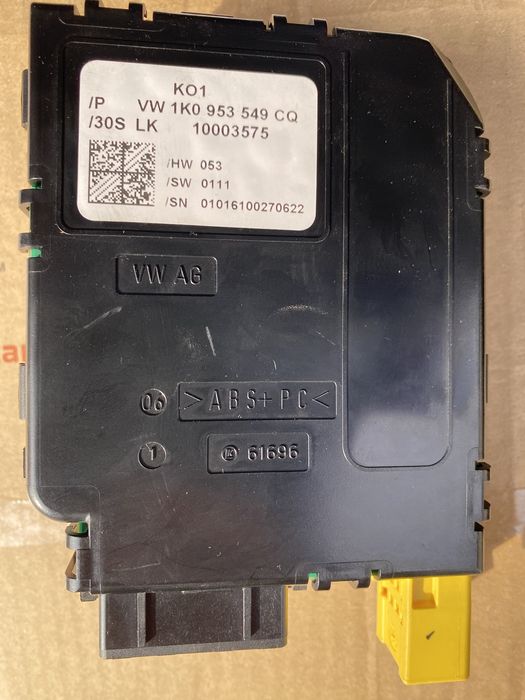 KO1
/P VW 1K0 953 549 CQ
/30S LK 10003575
/HW 053
/SW 0111
/SN 01016100270622
VW AG
06 >ABS+PC<
1 61696